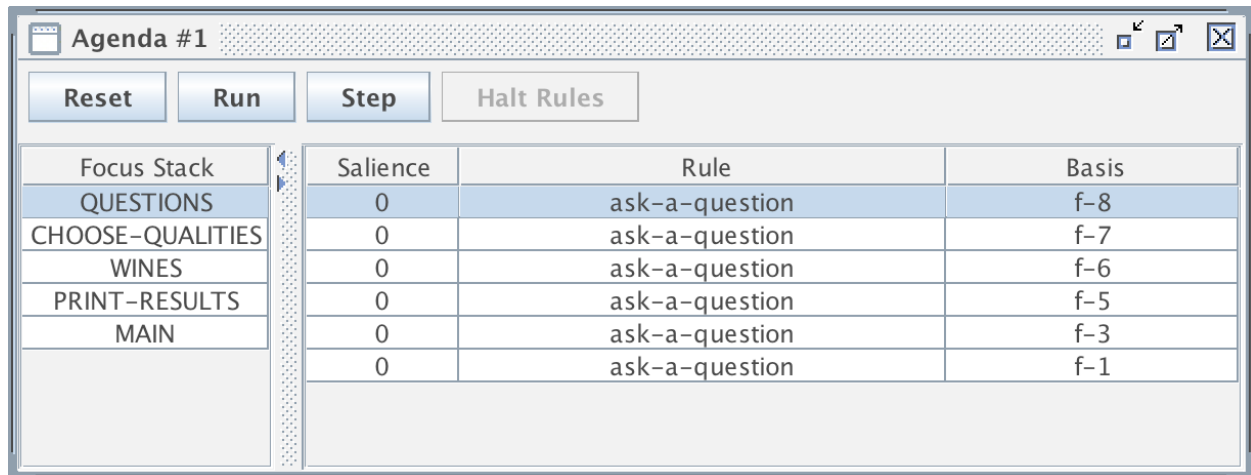 Agenda #1
Reset Run Step Halt Rules
Focus Stack Salience Rule Basis
QUESTIONS 0 ask-a-question f-8
CHOOSE-QUALITIES 0 ask-a-question f-7
WINES 0 ask-a-question f-6
PRINT-RESULTS 0 ask-a-question f-5
MAIN 0 ask-a-question f-3
0 ask-a-question f-1